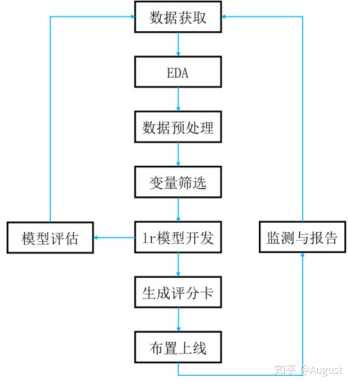 数据获取
EDA
数据预处理
变量筛选
模型评估
lr模型开发
监测与报告
生成评分卡
布置上线
知乎 @August